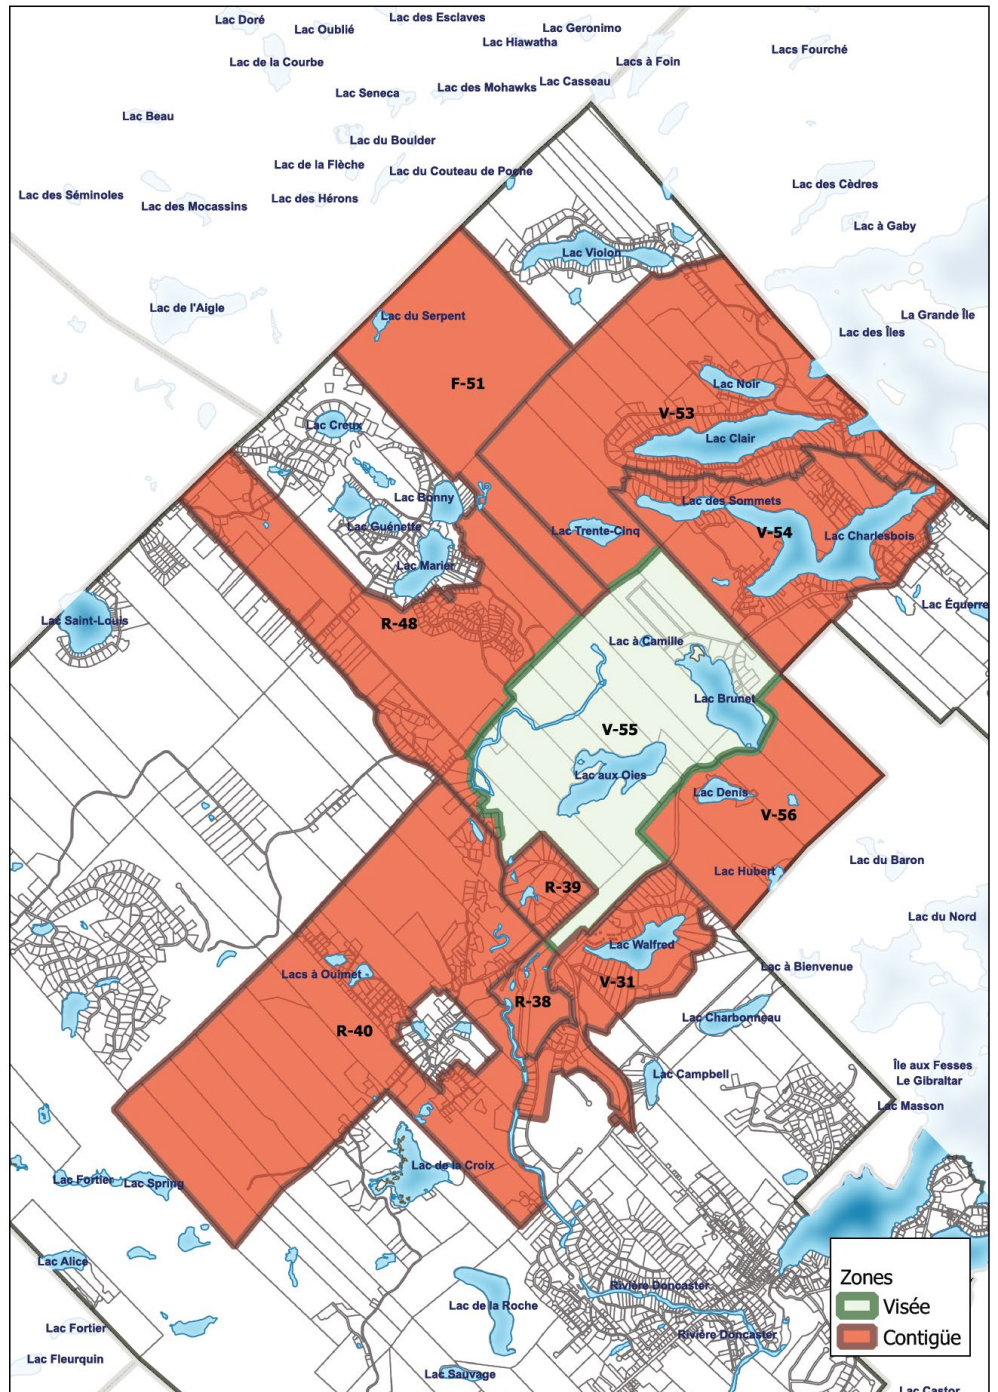 Lac Doré
Lac des Esclaves
Lac Oublié
Lac Geronimo
Lac Hiawatha
Lacs Fourché
Lac de la Courbe
Lacs à Foin
Lac Casseau
Lac des Mohawks
Lac Seneca
Lac Beau
Lac du Boulder
Lac de la Flèche
Lac du Couteau de Poche
Lac des Cèdres
Lac des Séminoles
Lac des Hérons
Lac des Mocassins
Lac à Gaby
Lac Violon
Lac de l'Aigle
Lac du Serpent
La Grande Île
Lac des Îles
F-51
Lac Noir
V-53
Lac Creux
Lac Clair
Lac Bonny
Lac des Sommets
Lac Guénette
Lac Trente-Cinq
V-54
Lac Charlesbois
Lac Marier
Lac Équerre
Lac Saint-Louis
R-48
Lac à Camille
Lac Brunet
V-55
Lac aux Oies
Lac Denis
V-56
Lac du Baron
Lac Hubert
R-39
Lac du Nord
Lac Walfred
Lac à Bienvenue
Lacs à Ouimet
V-31
R-38
Lac Charbonneau
R-40
Île aux Fesses
Lac Campbell
Le Gibraltar
Lac Masson
Lac de la Croix
Lac Fortier
Lac Spring
Lac Alice
Zones
Rivière Doncaster
Lac de la Roche
Visée
Lac Fortier
Rivière Doncaster
Contigüe
Lac Fleurquin
Lac Sauvage
Lac Castor